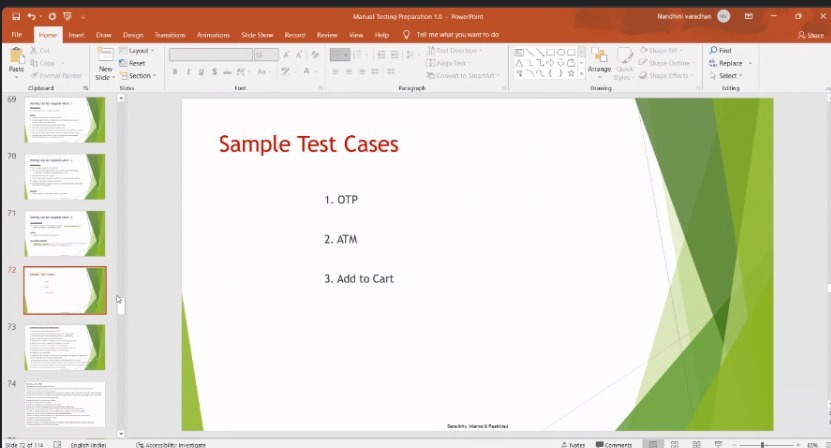 Manual Testing Preparation 1.0 - PowerPoint
Nandhini varadhan
NV
File Home Insert Draw Design Transitions Animations Slide Show Record Review View Help Tell me what you want to do Share
Paste
Cut
Copy
Format Painter
Clipboard
New Slide
Layout
Reset
Section
Slides
Font
Text Direction
Align Text
Convert to SmartArt
Paragraph
Arrange
Quick Styles
Shape Fill
Shape Outline
Shape Effects
Drawing
Find
Replace
Select
Editing
69
70
71
72
Sample Test Cases
73
74
Sample Test Cases
1. OTP
2. ATM
3. Add to Cart
Sensitivity: Internal & Restricted
Slide 72 of 114 English (India) Accessibility: Investigate Notes Comments 65%